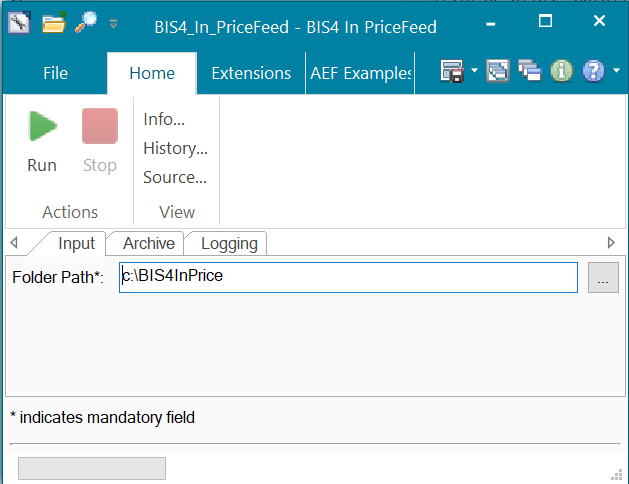 BIS4_In_PriceFeed - BIS4 In PriceFeed
File Home Extensions AEF Examples
Info...
History...
Source...
Run Stop
Actions View
Input Archive Logging
Folder Path*: c:\BIS4InPrice ...
* indicates mandatory field